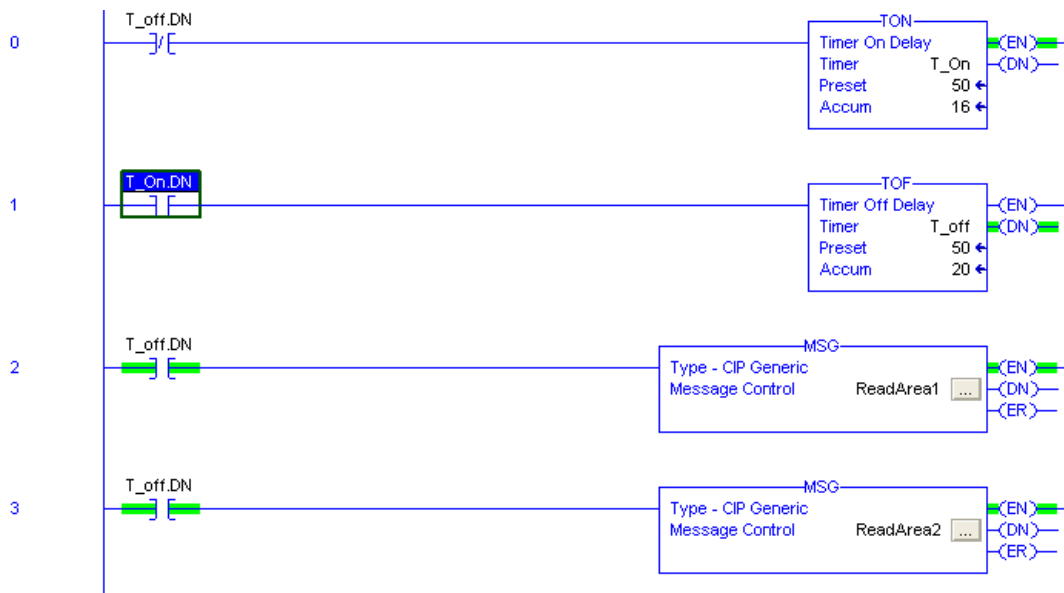 T_off.DN
TON
0
Timer On Delay
(EN)
Timer T_On
(DN)
Preset 50
Accum 16
T_On.DN
TOF
1
Timer Off Delay
(EN)
Timer T_off
(DN)
Preset 50
Accum 20
T_off.DN
MSG
2
Type - CIP Generic
(EN)
Message Control ReadArea1 ...
(DN)
(ER)
T_off.DN
MSG
3
Type - CIP Generic
(EN)
Message Control ReadArea2 ...
(DN)
(ER)